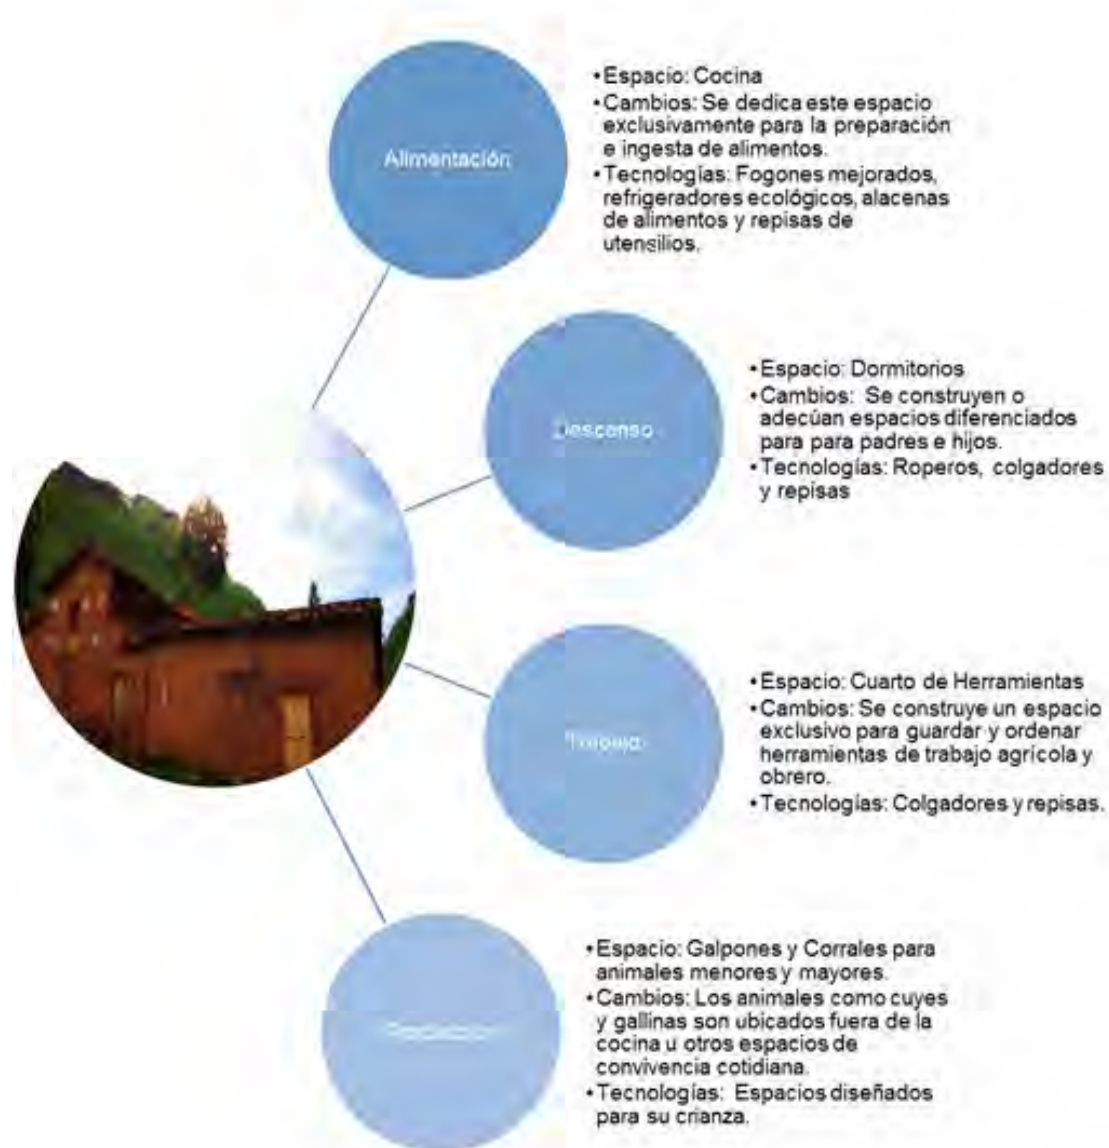 Alimentación
•Espacio: Cocina
•Cambios: Se dedica este espacio
exclusivamente para la preparación
e ingesta de alimentos.
•Tecnologías: Fogones mejorados,
refrigeradores ecológicos, alacenas
de alimentos y repisas de
utensilios.
Descanso
•Espacio: Dormitorios
•Cambios: Se construyen o
adecúan espacios diferenciados
para para padres e hijos.
•Tecnologías: Roperos, colgadores
y repisas
Trabajo
•Espacio: Cuarto de Herramientas
•Cambios: Se construye un espacio
exclusivo para guardar y ordenar
herramientas de trabajo agrícola y
obrero.
•Tecnologías: Colgadores y repisas.
•Espacio: Galpones y Corrales para
animales menores y mayores.
•Cambios: Los animales como cuyes
y gallinas son ubicados fuera de la
cocina u otros espacios de
convivencia cotidiana.
•Tecnologías: Espacios diseñados
para su crianza.